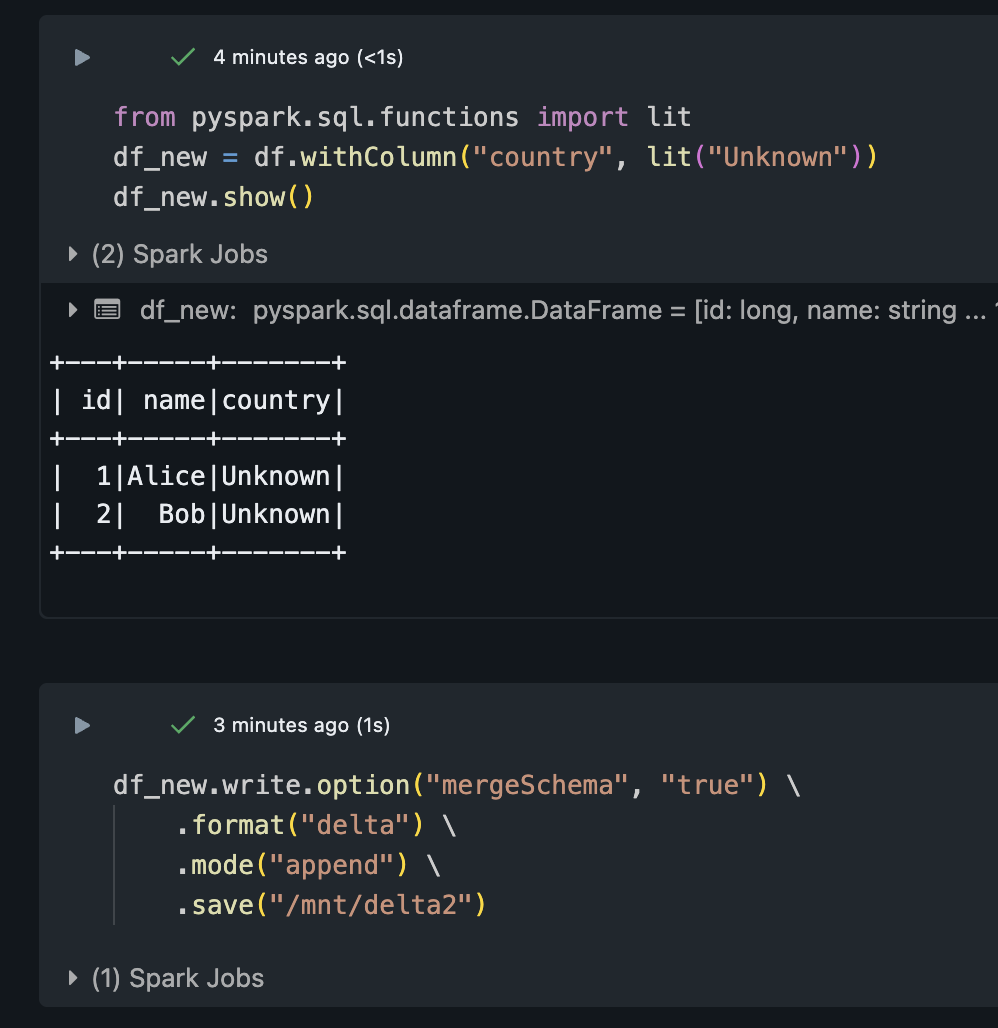 4 minutes ago (<1s)
from pyspark.sql.functions import lit
df_new = df.withColumn("country", lit("Unknown"))
df_new.show()
(2) Spark Jobs
df_new: pyspark.sql.dataframe.DataFrame = [id: long, name: string ...
+---+-----+-------+
| id| name|country|
+---+-----+-------+
|  1|Alice|Unknown|
|  2|  Bob|Unknown|
+---+-----+-------+
3 minutes ago (1s)
df_new.write.option("mergeSchema", "true") \
    .format("delta") \
    .mode("append") \
    .save("/mnt/delta2")
(1) Spark Jobs